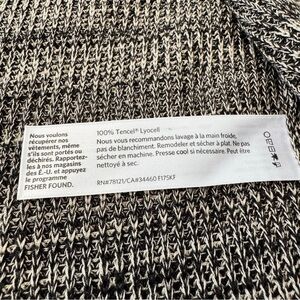 Nous voulons
récupérer nos
vêtements, même
s'ils sont portés ou
déchirés. Rapportez-
les à nos magasins
des É.-U. et appelez
le programme
FISHER FOUND.
100% Tencel® Lyocell
Nous vous recommandons lavage à la main froide,
pas de blanchiment. Remodeler et sécher à plat. Ne pas
sécher en machine. Presse cool si nécessaire. Peut être
nettoyé à sec.
RN#78121/CA#34460 F17SKF